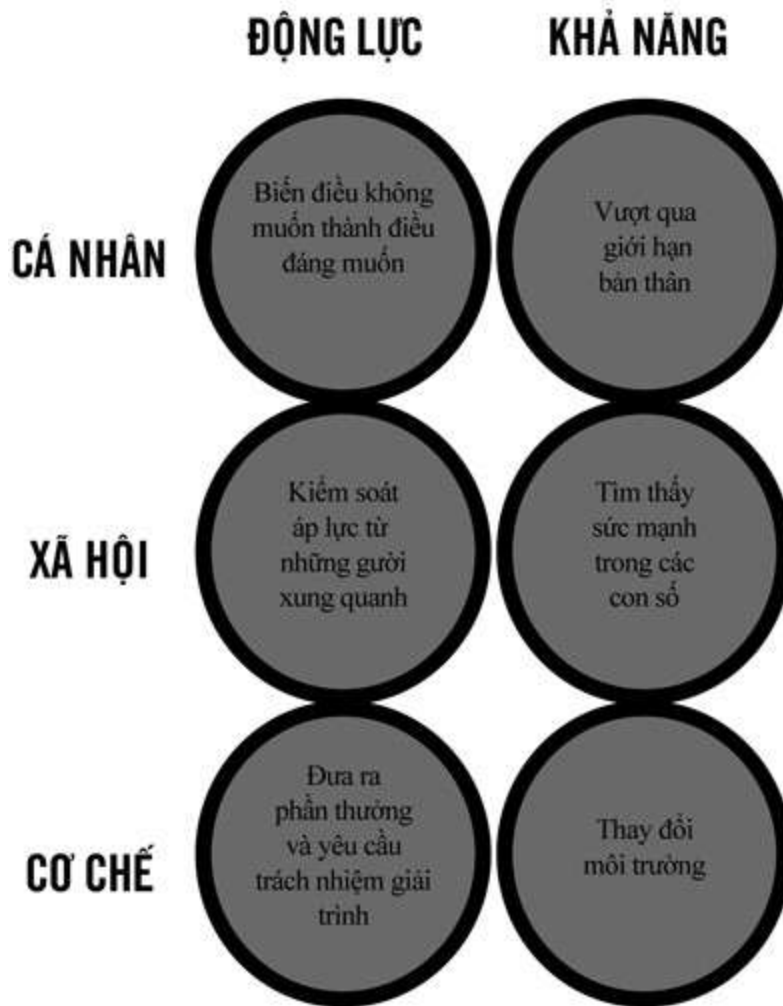 ĐỘNG LỰC KHẢ NĂNG
CÁ NHÂN
Biến điều không
muốn thành điều
đáng muốn
Vượt qua
giới hạn
bản thân
XÃ HỘI
Kiểm soát
áp lực từ
những gười
xung quanh
Tìm thấy
sức mạnh
trong các
con số
CƠ CHẾ
Đưa ra
phần thưởng
và yêu cầu
trách nhiệm giải
trình
Thay đổi
môi trường